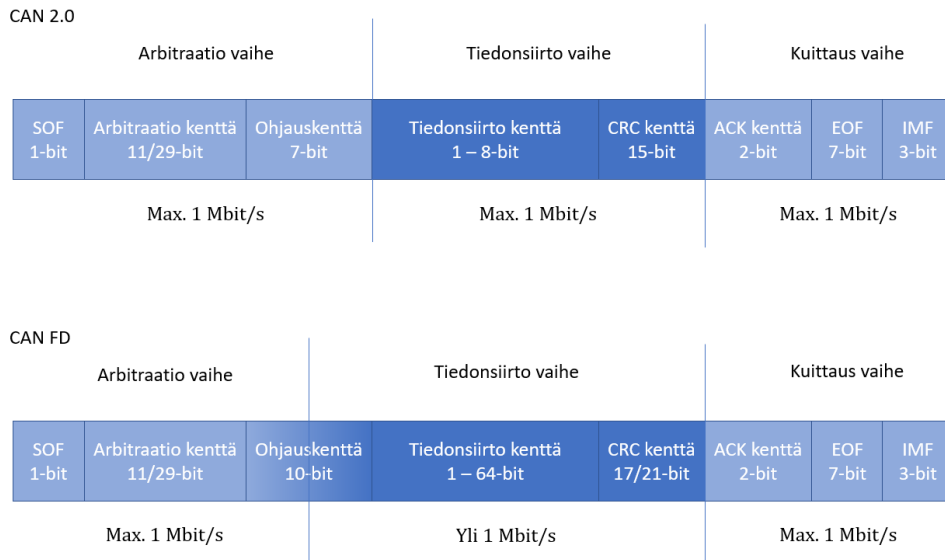 CAN 2.0
Arbitraatio vaihe
Tiedonsiirto vaihe
Kuittaus vaihe
SOF
1-bit
Arbitraatio kenttä
11/29-bit
Ohjauskenttä
7-bit
Tiedonsiirto kenttä
1 – 8-bit
CRC kenttä
15-bit
ACK kenttä
2-bit
EOF
7-bit
IMF
3-bit
Max. 1 Mbit/s
Max. 1 Mbit/s
Max. 1 Mbit/s
CAN FD
Arbitraatio vaihe
Tiedonsiirto vaihe
Kuittaus vaihe
SOF
1-bit
Arbitraatio kenttä
11/29-bit
Ohjauskenttä
10-bit
Tiedonsiirto kenttä
1 – 64-bit
CRC kenttä
17/21-bit
ACK kenttä
2-bit
EOF
7-bit
IMF
3-bit
Max. 1 Mbit/s
Yli 1 Mbit/s
Max. 1 Mbit/s